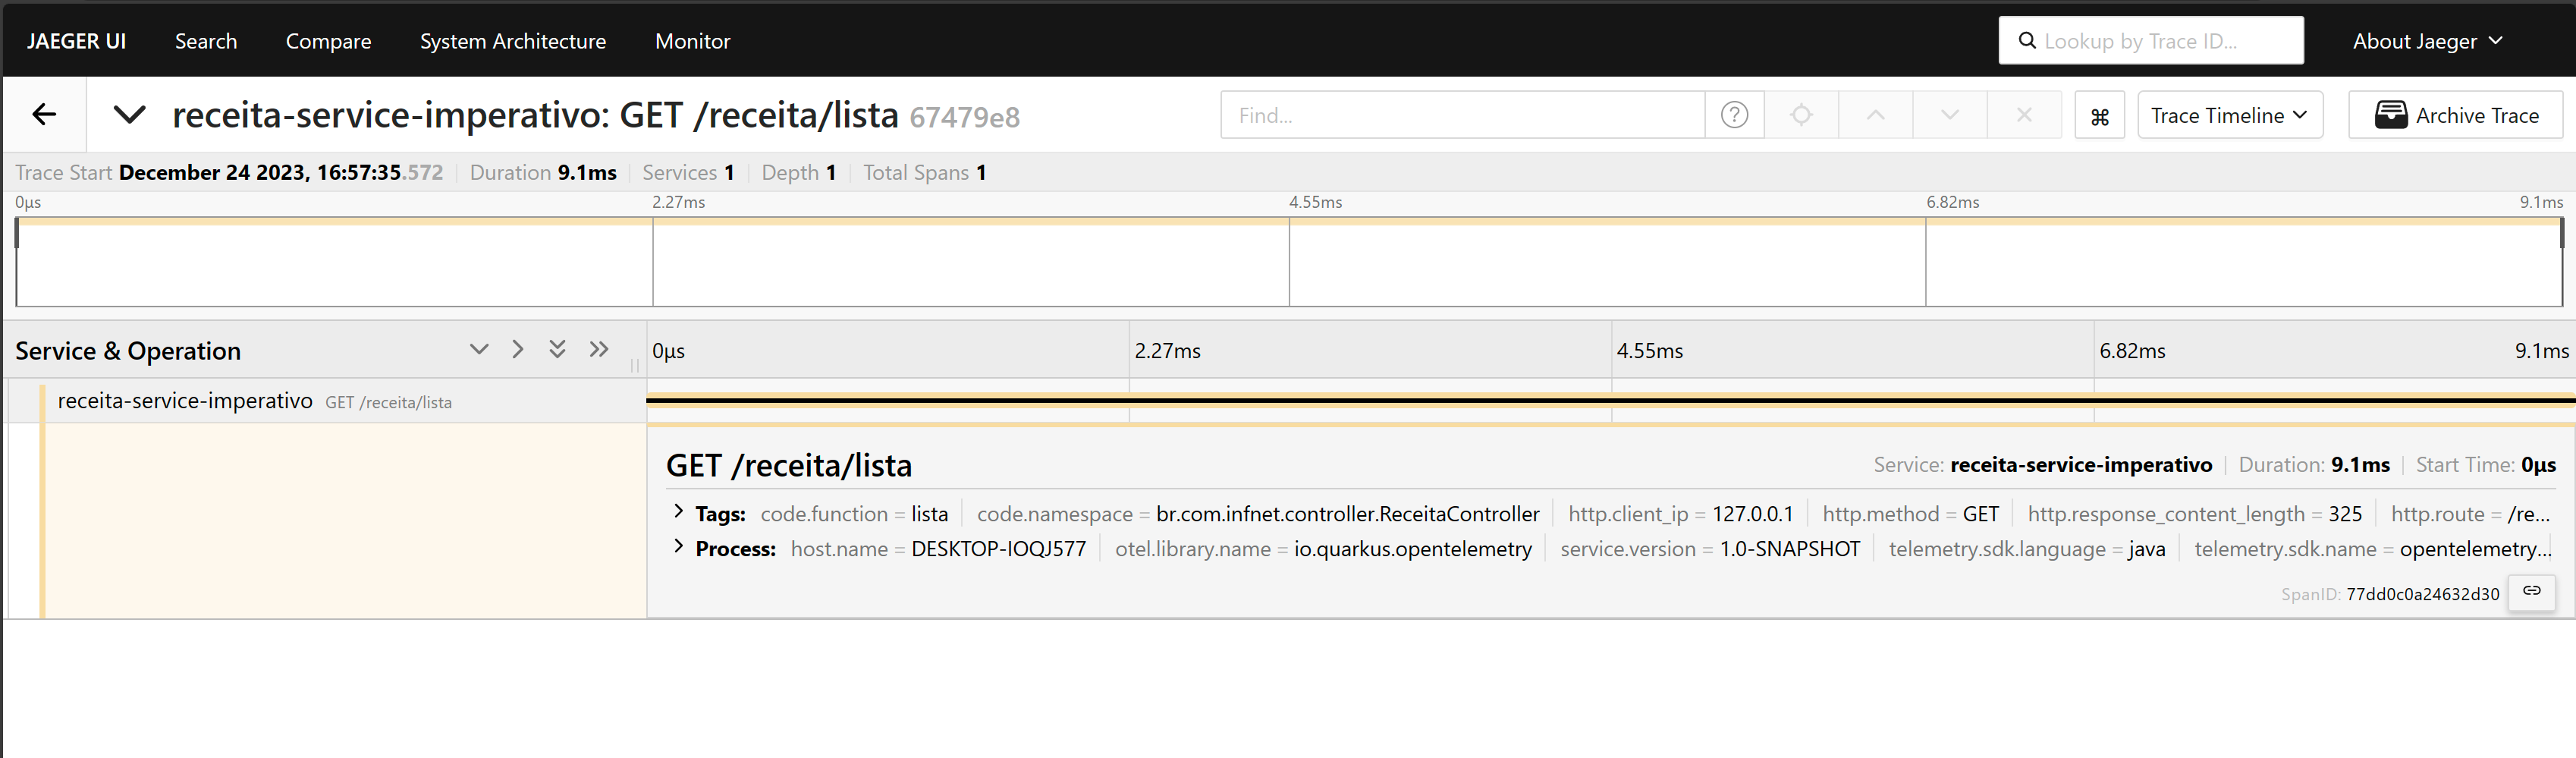 JAEGER UI Search Compare System Architecture Monitor Lookup by Trace ID... About Jaeger
receita-service-imperativo: GET /receita/lista 67479e8 Find... ? ⌘ Trace Timeline Archive Trace
Trace Start December 24 2023, 16:57:35.572 Duration 9.1ms Services 1 Depth 1 Total Spans 1
0μs 2.27ms 4.55ms 6.82ms 9.1ms
Service & Operation 0μs 2.27ms 4.55ms 6.82ms 9.1ms
receita-service-imperativo GET /receita/lista
GET /receita/lista Service: receita-service-imperativo Duration: 9.1ms Start Time: 0μs
Tags: code.function = lista code.namespace = br.com.infnet.controller.ReceitaController http.client_ip = 127.0.0.1 http.method = GET http.response_content_length = 325 http.route = /re...
Process: host.name = DESKTOP-IOQJ577 otel.library.name = io.quarkus.opentelemetry service.version = 1.0-SNAPSHOT telemetry.sdk.language = java telemetry.sdk.name = opentelemetry...
SpanID: 77dd0c0a24632d30